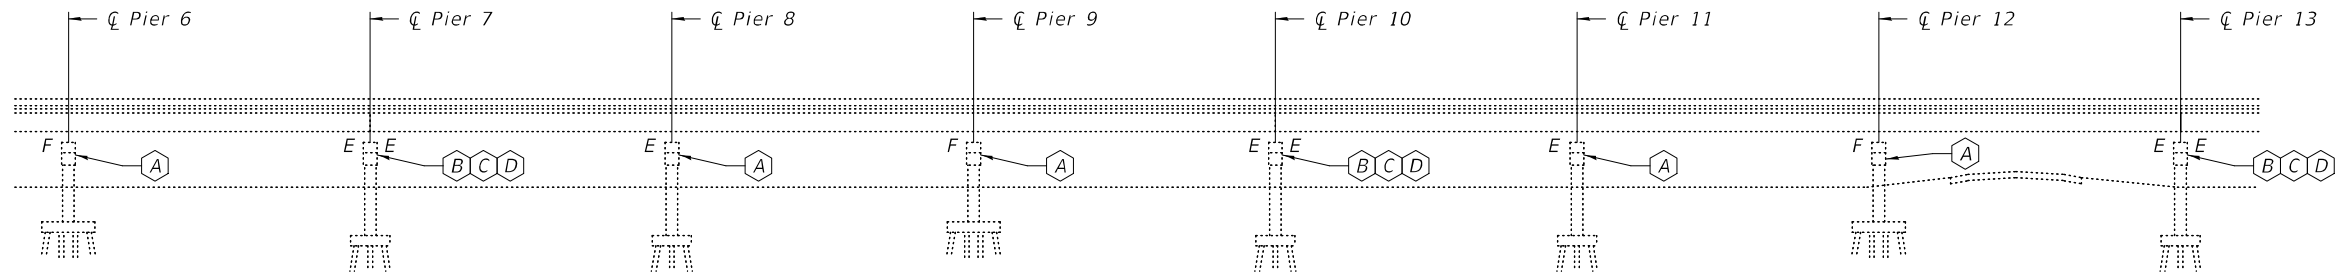 ℄ Pier 6 ℄ Pier 7 ℄ Pier 8 ℄ Pier 9 ℄ Pier 10 ℄ Pier 11 ℄ Pier 12 ℄ Pier 13
F E E E F E E E F E E
A B C D A A B C D A A B C D